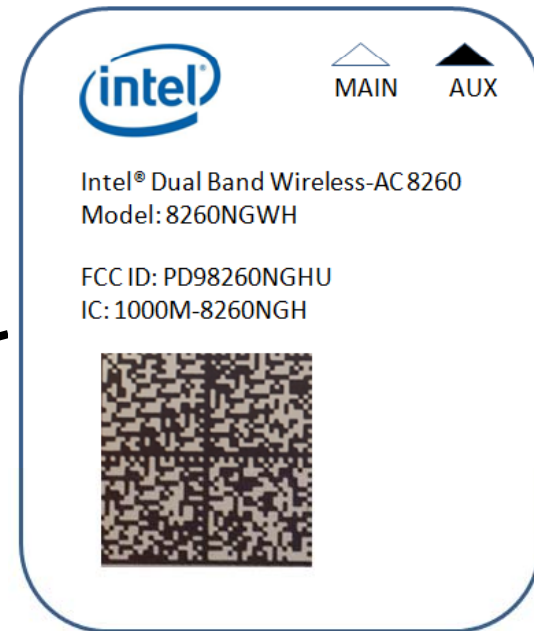 intel®
MAIN AUX
Intel® Dual Band Wireless-AC 8260
Model: 8260NGWH
FCC ID: PD98260NGHU
IC: 1000M-8260NGH